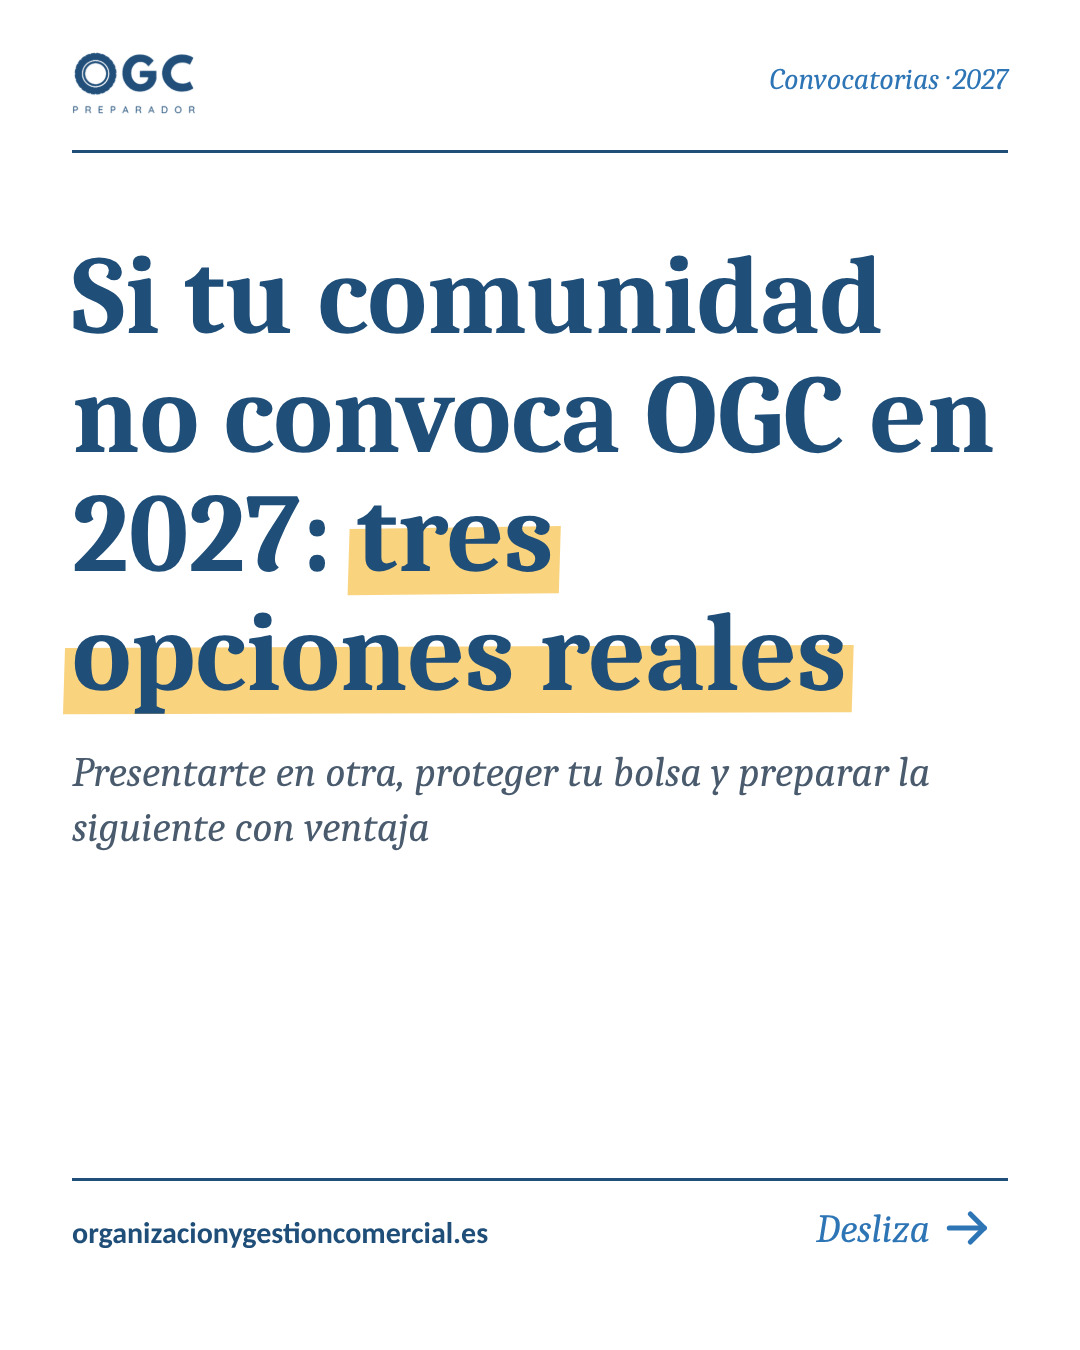 OGC
PREPARADOR
Convocatorias · 2027
Si tu comunidad
no convoca OGC en
2027: tres
opciones reales
Presentarte en otra, proteger tu bolsa y preparar la
siguiente con ventaja
organizacionygestioncomercial.es
Desliza →